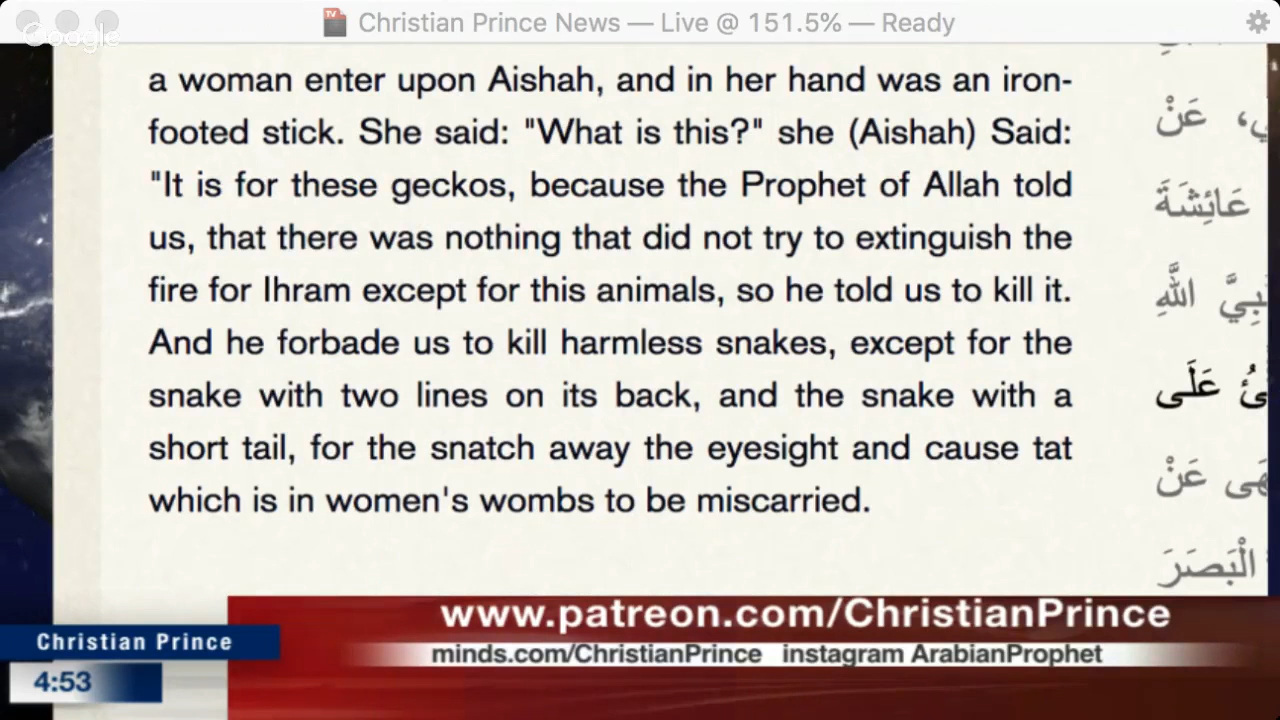 Christian Prince News — Live @ 151.5% — Ready
Google
a woman enter upon Aishah, and in her hand was an iron-
footed stick. She said: "What is this?" she (Aishah) Said:
"It is for these geckos, because the Prophet of Allah told
us, that there was nothing that did not try to extinguish the
fire for Ihram except for this animals, so he told us to kill it.
And he forbade us to kill harmless snakes, except for the
snake with two lines on its back, and the snake with a
short tail, for the snatch away the eyesight and cause tat
which is in women's wombs to be miscarried.
عَنْ
عَائِشَةَ
اللَّهِ
عَلَى
عَنْ
الْبَصَرَ
www.patreon.com/ChristianPrince
minds.com/ChristianPrince instagram ArabianProphet
Christian Prince
4:53